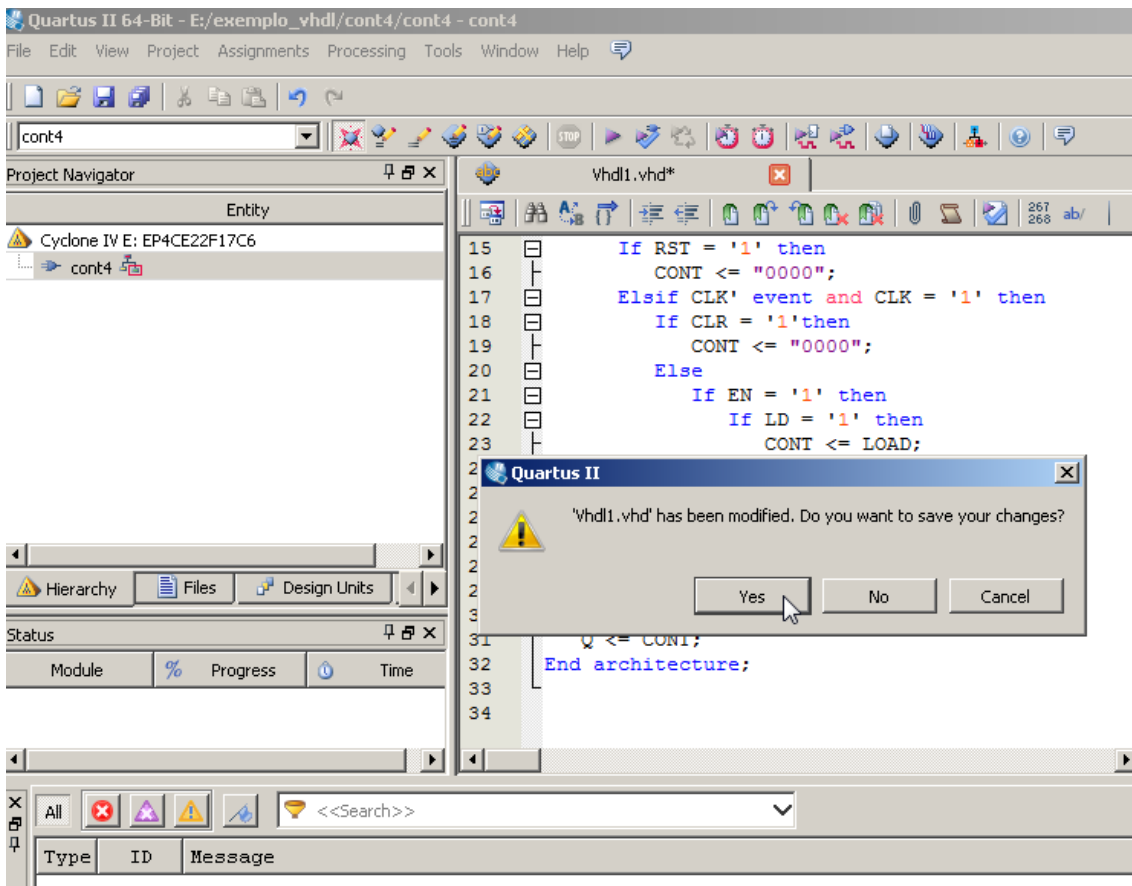 Quartus II 64-Bit - E:/exemplo_vhdl/cont4/cont4 - cont4
File Edit View Project Assignments Processing Tools Window Help
cont4
STOP
Project Navigator
Entity
Cyclone IV E: EP4CE22F17C6
cont4
Hierarchy Files Design Units
Status
Module % Progress Time
Vhdl1.vhd*
267
268 ab/
15 If RST = '1' then
16 CONT <= "0000";
17 Elsif CLK' event and CLK = '1' then
18 If CLR = '1'then
19 CONT <= "0000";
20 Else
21 If EN = '1' then
22 If LD = '1' then
23 CONT <= LOAD;
Quartus II
'Vhdl1.vhd' has been modified. Do you want to save your changes?
Yes No Cancel
31 Q <= CONT;
32 End architecture;
33
34
All <<Search>>
Type ID Message